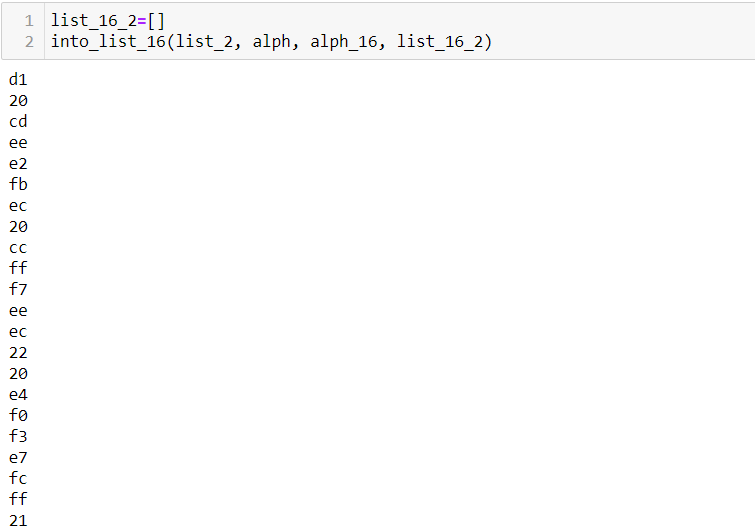 1 list_16_2=[]
2 into_list_16(list_2, alph, alph_16, list_16_2)
d1
20
cd
ee
e2
fb
ec
20
cc
ff
f7
ee
ec
22
20
e4
f0
f3
e7
fc
ff
21